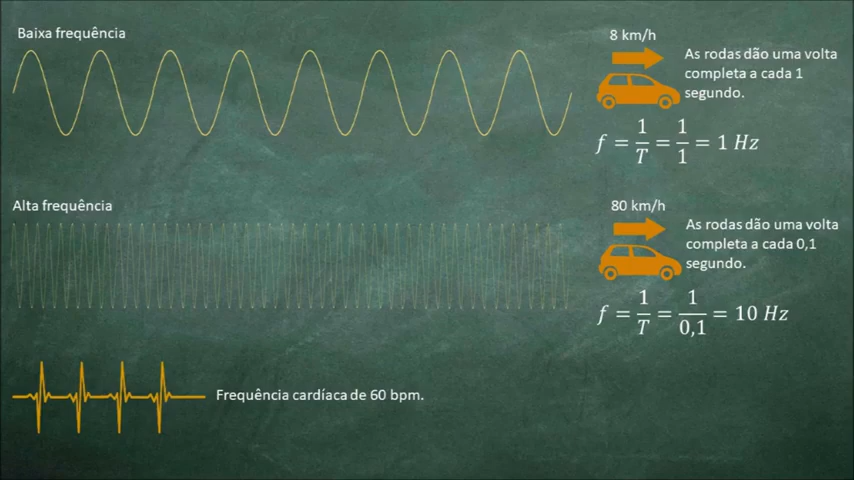 Baixa frequência
8 km/h
As rodas dão uma volta
completa a cada 1
segundo.
f = 1/T = 1/1 = 1 Hz
Alta frequência
80 km/h
As rodas dão uma volta
completa a cada 0,1
segundo.
f = 1/T = 1/0,1 = 10 Hz
Frequência cardíaca de 60 bpm.